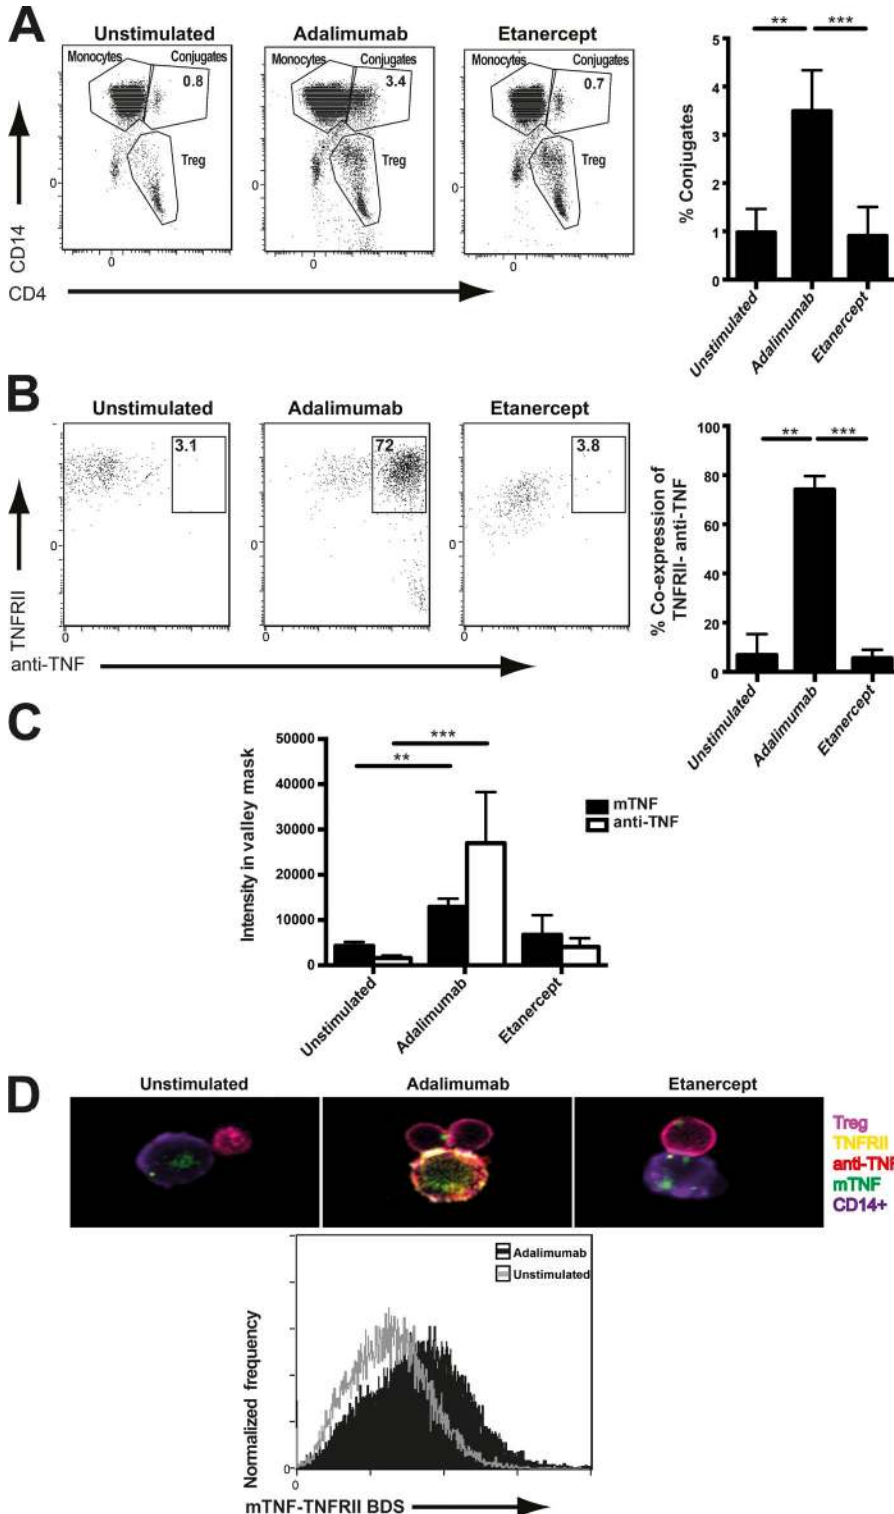 A
Unstimulated Adalimumab Etanercept
Monocytes Conjugates Monocytes Conjugates Monocytes Conjugates
0.8 3.4 0.7
Treg Treg Treg
0 0 0
0 0 0
CD14
CD4
% Conjugates
5
4
3
2
1
0
** ***
Unstimulated
Adalimumab
Etanercept
B
Unstimulated Adalimumab Etanercept
3.1 72 3.8
0 0 0
0 0 0
TNFRII
anti-TNF
% Co-expression of
TNFRII- anti-TNF
100
80
60
40
20
0
** ***
Unstimulated
Adalimumab
Etanercept
C
Intensity in valley mask
50000
40000
30000
20000
10000
0
***
**
mTNF
anti-TNF
Unstimulated
Adalimumab
Etanercept
D
Unstimulated Adalimumab Etanercept
Treg
TNFRII
anti-TNF
mTNF
CD14+
Adalimumab
Unstimulated
Normalized frequency
0
0
mTNF-TNFRII BDS